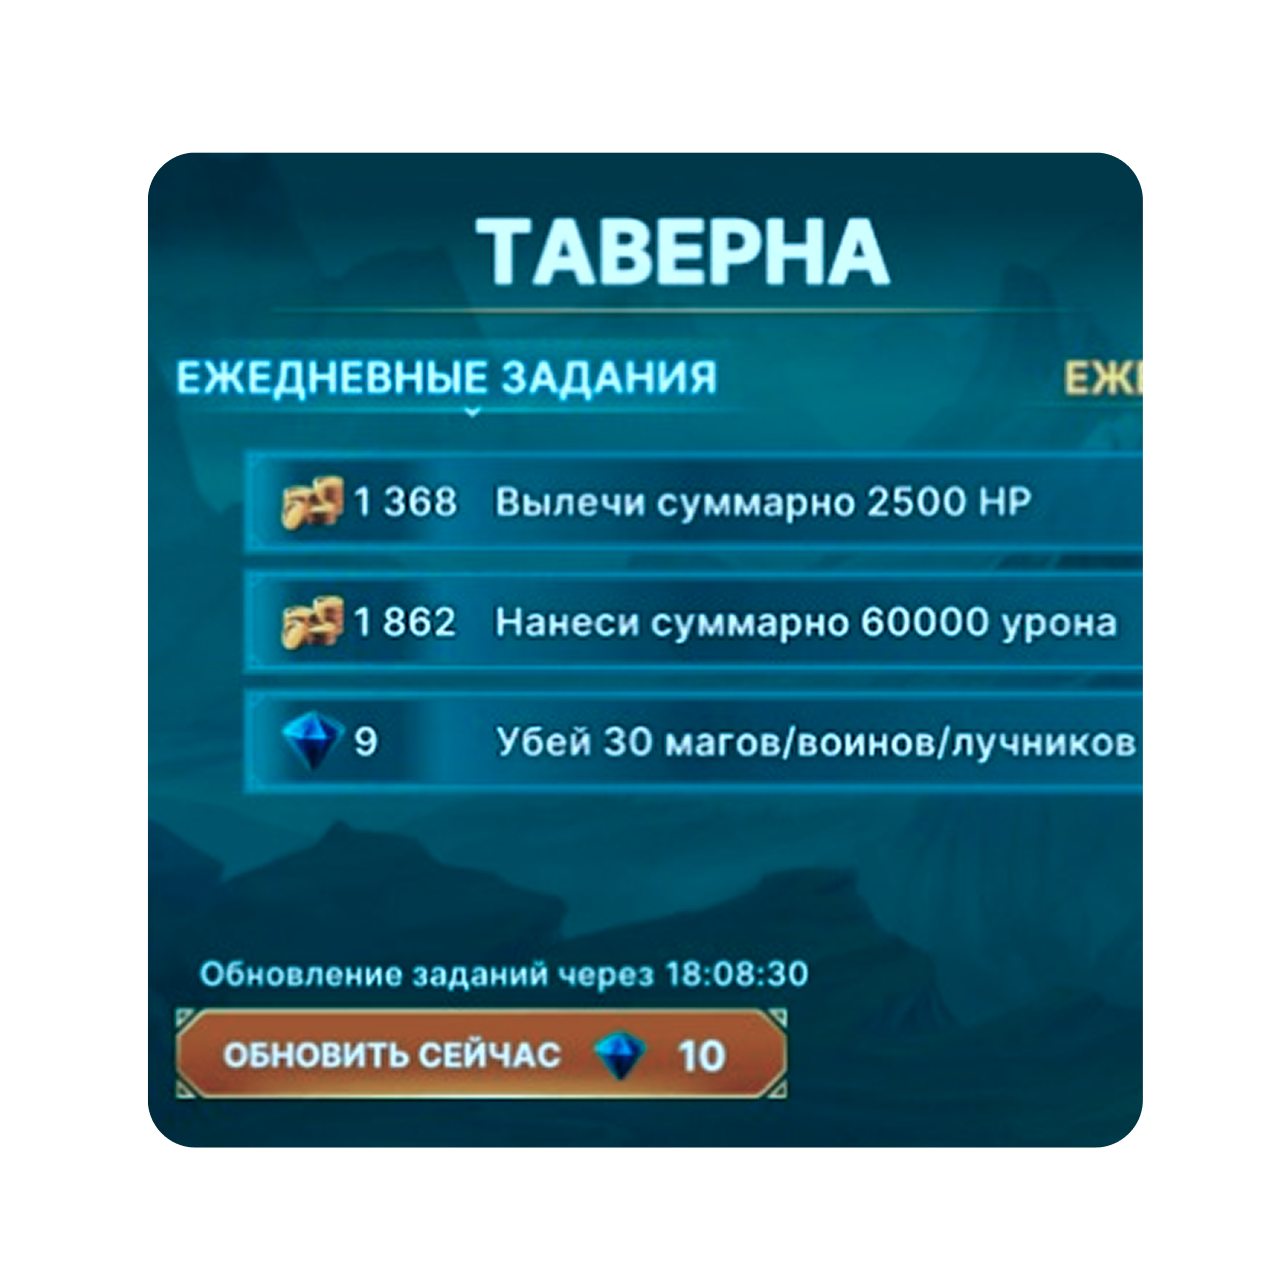 ТАВЕРНА
ЕЖЕДНЕВНЫЕ ЗАДАНИЯ
1 368 Вылечи суммарно 2500 HP
1 862 Нанеси суммарно 60000 урона
9 Убей 30 магов/воинов/лучников
Обновление заданий через 18:08:30
ОБНОВИТЬ СЕЙЧАС 10